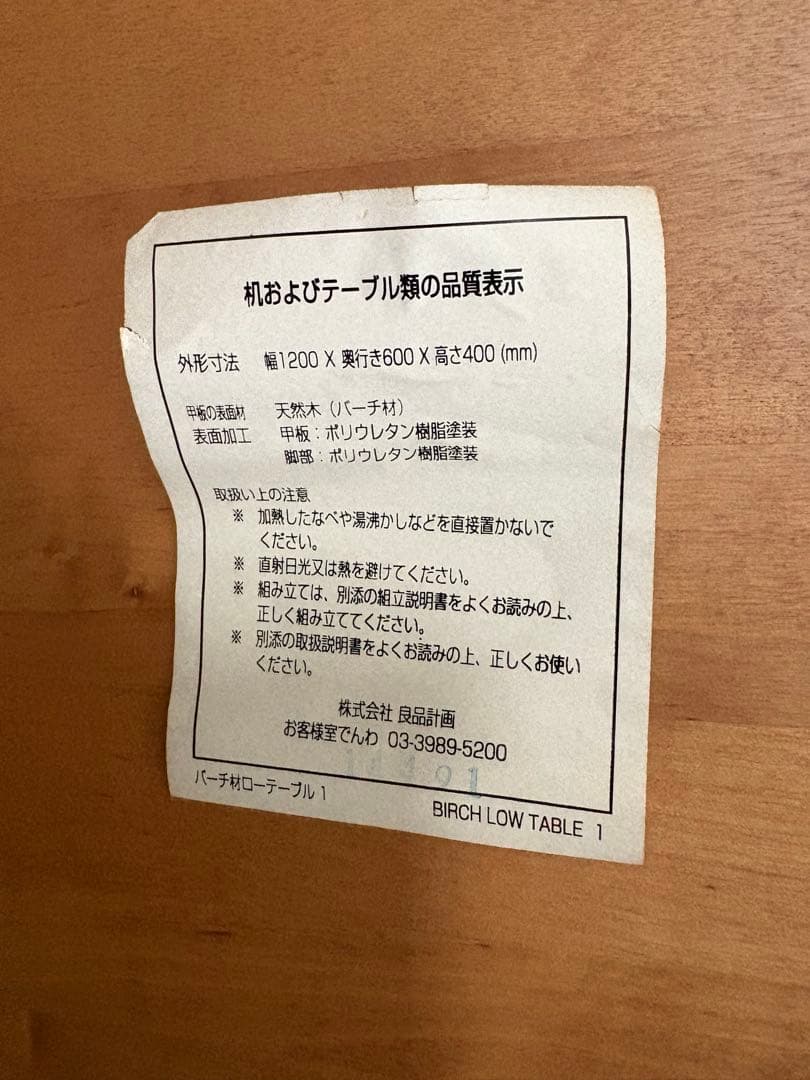 机およびテーブル類の品質表示
外形寸法 幅1200 X 奥行き600 X 高さ400 (mm)
甲板の表面材 天然木（バーチ材）
表面加工 甲板：ポリウレタン樹脂塗装
脚部：ポリウレタン樹脂塗装
取扱い上の注意
※ 加熱したなべや湯沸かしなどを直接置かないで
ください。
※ 直射日光又は熱を避けてください。
※ 組み立ては、別添の組立説明書をよくお読みの上、
正しく組み立ててください。
※ 別添の取扱説明書をよくお読みの上、正しくお使い
ください。
株式会社 良品計画
お客様室でんわ 03-3989-5200
バーチ材ローテーブル 1
BIRCH LOW TABLE 1